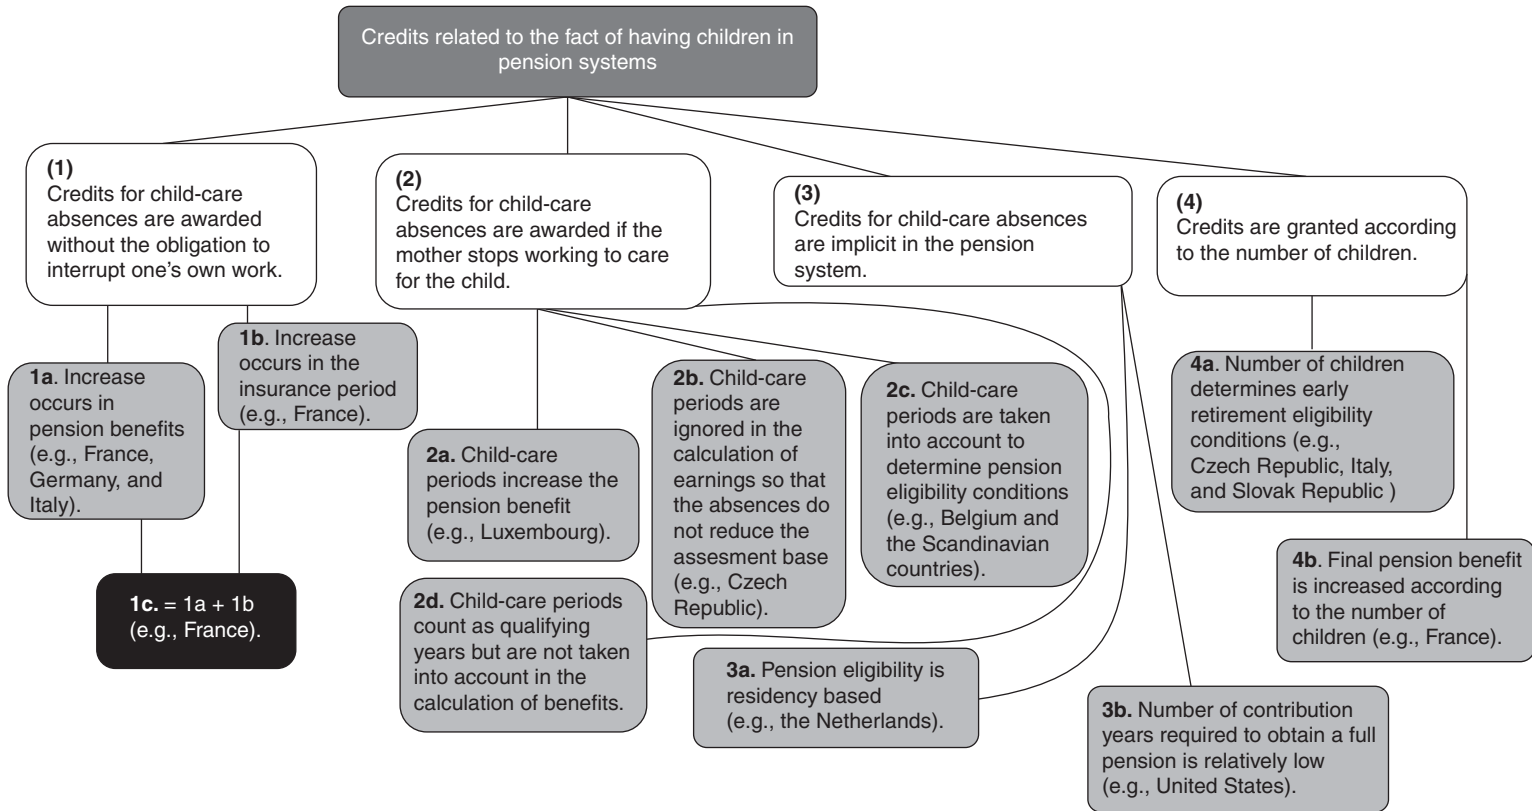 Credits related to the fact of having children in
pension systems
(1)
Credits for child-care
absences are awarded
without the obligation to
interrupt one's own work.
(2)
Credits for child-care
absences are awarded if the
mother stops working to care
for the child.
(3)
Credits for child-care absences
are implicit in the pension
system.
(4)
Credits are granted according
to the number of children.
1a. Increase
occurs in
pension benefits
(e.g., France,
Germany, and
Italy).
1b. Increase
occurs in the
insurance period
(e.g., France).
1c. = 1a + 1b
(e.g., France).
2a. Child-care
periods increase the
pension benefit
(e.g., Luxembourg).
2b. Child-care
periods are
ignored in the
calculation of
earnings so that
the absences do
not reduce the
assesment base
(e.g., Czech
Republic).
2c. Child-care
periods are taken
into account to
determine pension
eligibility conditions
(e.g., Belgium and
the Scandinavian
countries).
2d. Child-care periods
count as qualifying
years but are not taken
into account in the
calculation of benefits.
3a. Pension eligibility is
residency based
(e.g., the Netherlands).
3b. Number of contribution
years required to obtain a full
pension is relatively low
(e.g., United States).
4a. Number of children
determines early
retirement eligibility
conditions (e.g.,
Czech Republic, Italy,
and Slovak Republic )
4b. Final pension benefit
is increased according
to the number of
children (e.g., France).